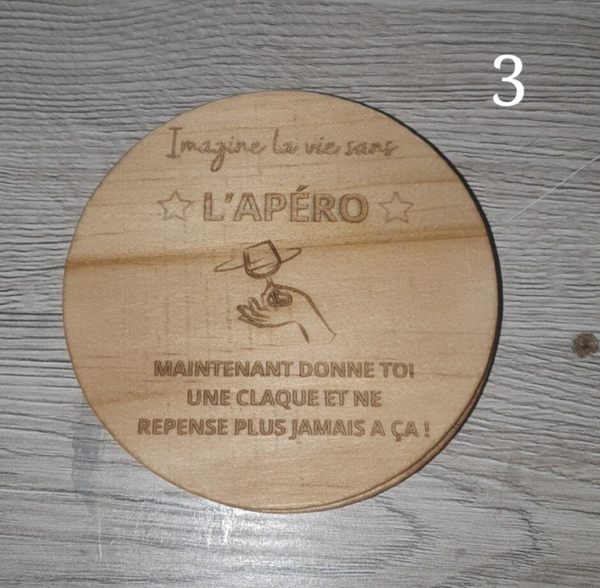 3
Imagine la vie sans
L'APÉRO
MAINTENANT DONNE TOI
UNE CLAQUE ET NE
REPENSE PLUS JAMAIS A ÇA !